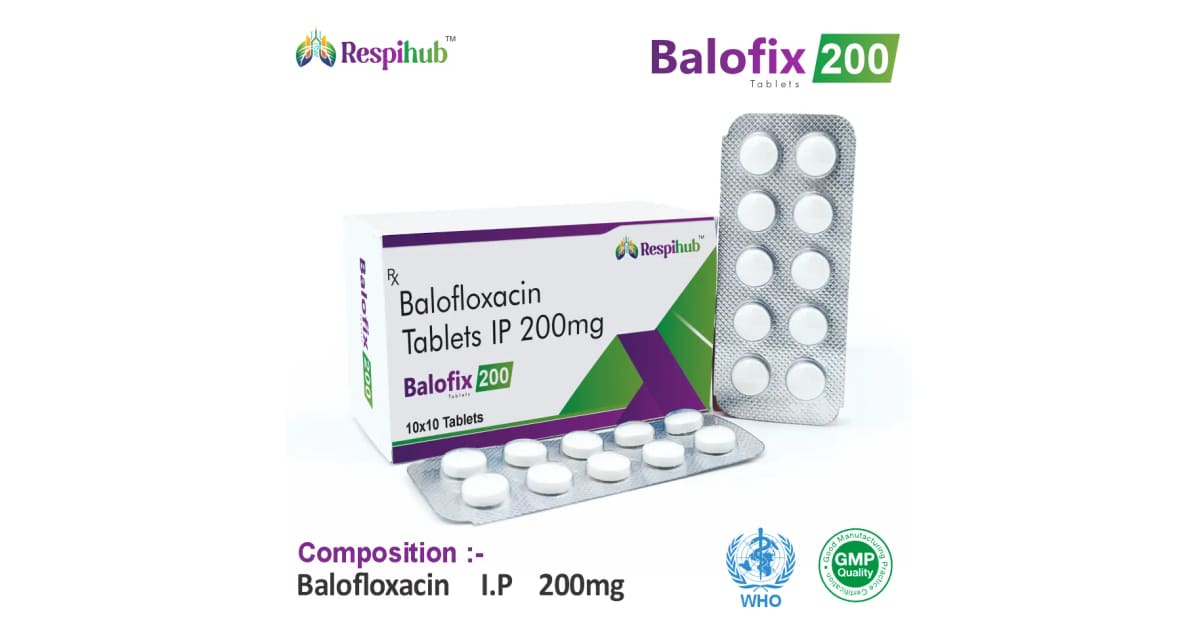 Respihub™
Balofix 200
Tablets
Respihub™
Rx
Balofloxacin
Tablets IP 200mg
Balofix 200
Tablets
10x10 Tablets
Balofix 200
Tablets
Composition :-
Balofloxacin I.P 200mg
WHO
Good Manufacturing
Practice Certification
GMP
Quality